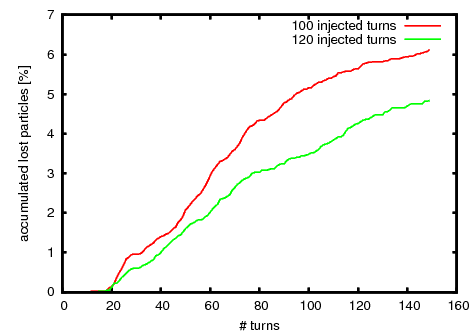 7
6
5
4
3
2
1
0
accumulated lost particles [%]
100 injected turns
120 injected turns
0 20 40 60 80 100 120 140 160
# turns